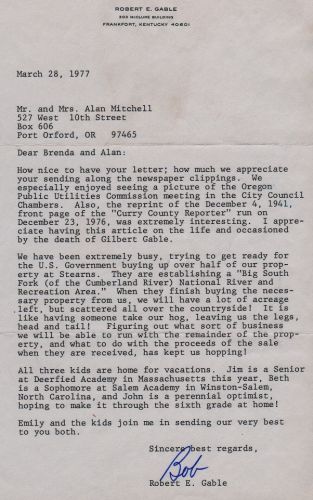 ROBERT E. GABLE
303 MCCLURE BUILDING
FRANKFORT, KENTUCKY 40601
March 28, 1977
Mr. and Mrs. Alan Mitchell
527 West 10th Street
Box 606
Port Orford, OR 97465
Dear Brenda and Alan:
How nice to have your letter; how much we appreciate
your sending along the newspaper clippings. We
especially enjoyed seeing a picture of the Oregon
Public Utilities Commission meeting in the City Council
Chambers. Also, the reprint of the December 4, 1941,
front page of the "Curry County Reporter" run on
December 23, 1976, was extremely interesting. I appre-
ciate having this article on the life and occasioned
by the death of Gilbert Gable.
We have been extremely busy, trying to get ready for
the U.S. Government buying up over half of our prop-
erty at Stearns. They are establishing a "Big South
Fork (of the Cumberland River) National River and
Recreation Area." When they finish buying the neces-
sary property from us, we will have a lot of acreage
left, but scattered all over the countryside! It is
like having someone take our hog, leaving us the legs,
head and tail! Figuring out what sort of business
we will be able to run with the remainder of the prop-
erty, and what to do with the proceeds of the sale
when they are received, has kept us hopping!
All three kids are home for vacations. Jim is a Senior
at Deerfied Academy in Massachusetts this year, Beth
is a Sophomore at Salem Academy in Winston-Salem,
North Carolina, and John is a perennial optimist,
hoping to make it through the sixth grade at home!
Emily and the kids join me in sending our very best
to you both.
Sincere best regards,
Bob
Robert E. Gable